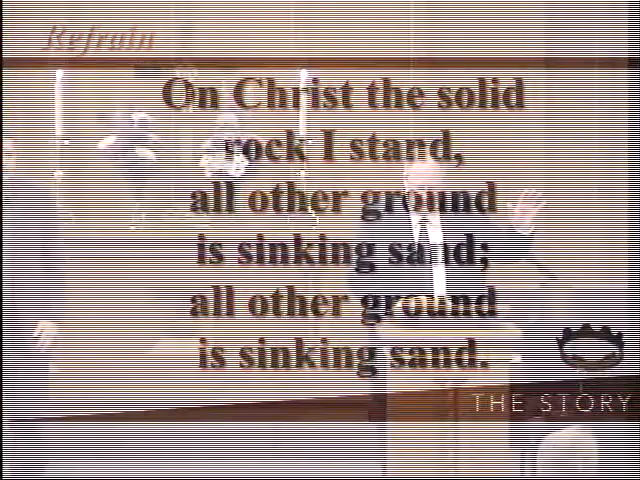 Refrain
On Christ the solid
rock I stand,
all other ground
is sinking sand;
all other ground
is sinking sand.
THE STORY